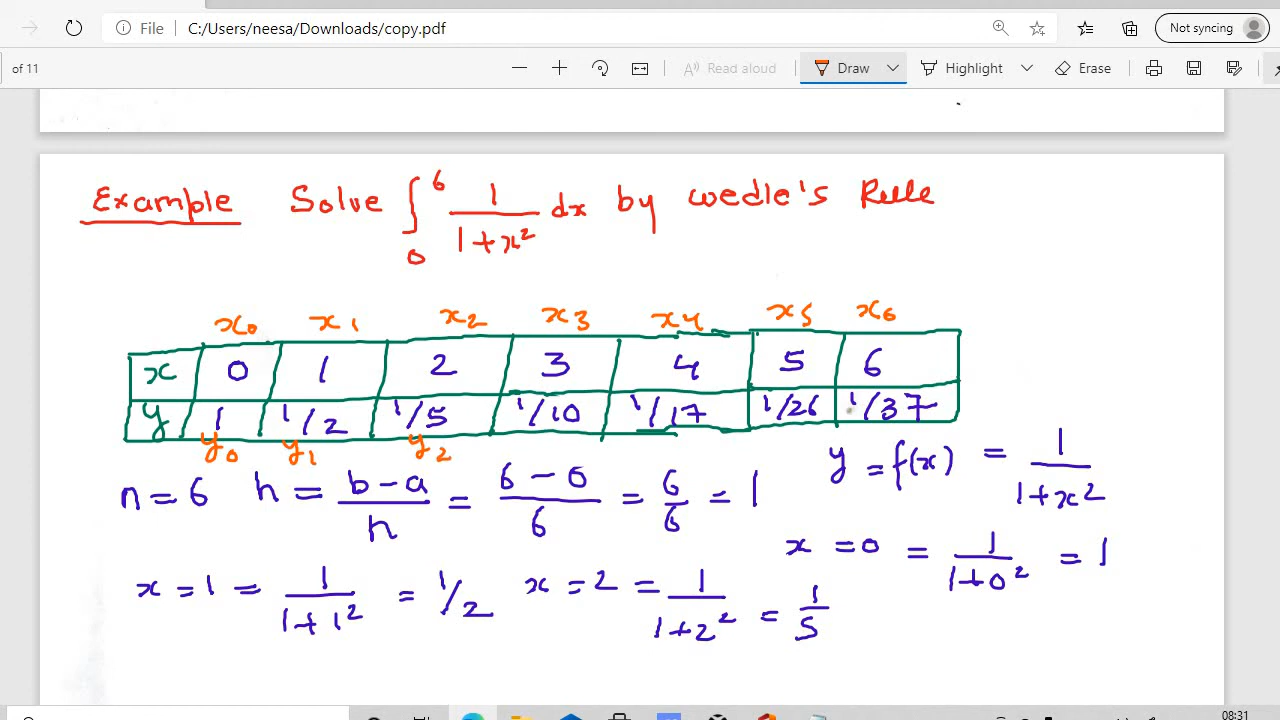 File C:/Users/neesa/Downloads/copy.pdf Not syncing
of 11 Read aloud Draw Highlight Erase
Example Solve ∫₀⁶ 1/(1+x²) dx by wedle's Rule
x0 x1 x2 x3 x4 x5 x6
x 0 1 2 3 4 5 6
y 1 1/2 1/5 1/10 1/17 1/26 1/37
y0 y1 y2
y = f(x) = 1/(1+x²)
n = 6 h = (b-a)/n = (6-0)/6 = 6/6 = 1
x = 0 = 1/(1+0²) = 1
x = 1 = 1/(1+1²) = 1/2 x = 2 = 1/(1+2²) = 1/5
08:31